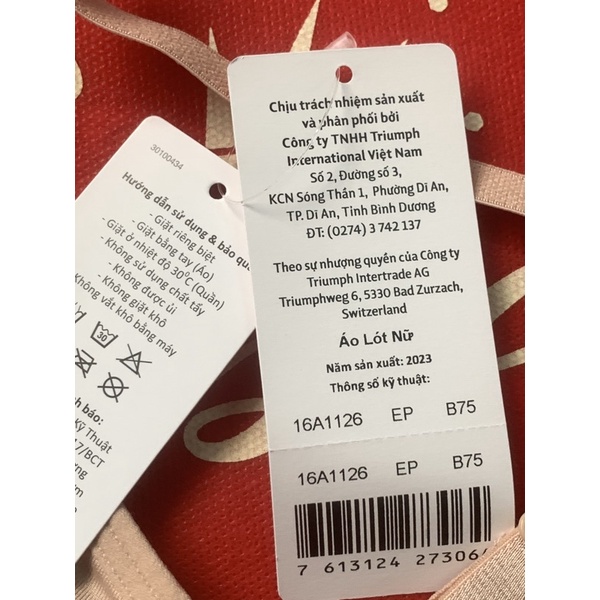 30100434
Hướng dẫn sử dụng & bảo
- Giặt riêng biệt
- Giặt bằng tay (Áo)
- Giặt ở nhiệt độ 30°C (Quần)
- Không sử dụng chất tẩy
- Không được ủi
- Không giặt khô
Không vắt khô bằng máy
30
báo:
kỹ Thuật
7/BCT
Chịu trách nhiệm sản xuất
và phân phối bởi
Công ty TNHH Triumph
International Việt Nam
Số 2, Đường số 3,
KCN Sóng Thần 1, Phường Dĩ An,
TP. Dĩ An, Tỉnh Bình Dương
ĐT: (0274) 3 742 137
Theo sự nhượng quyền của Công ty
Triumph Intertrade AG
Triumphweg 6, 5330 Bad Zurzach,
Switzerland
Áo Lót Nữ
Năm sản xuất: 2023
Thông số kỹ thuật:
16A1126 EP B75
16A1126 EP B75
7 613124 27306